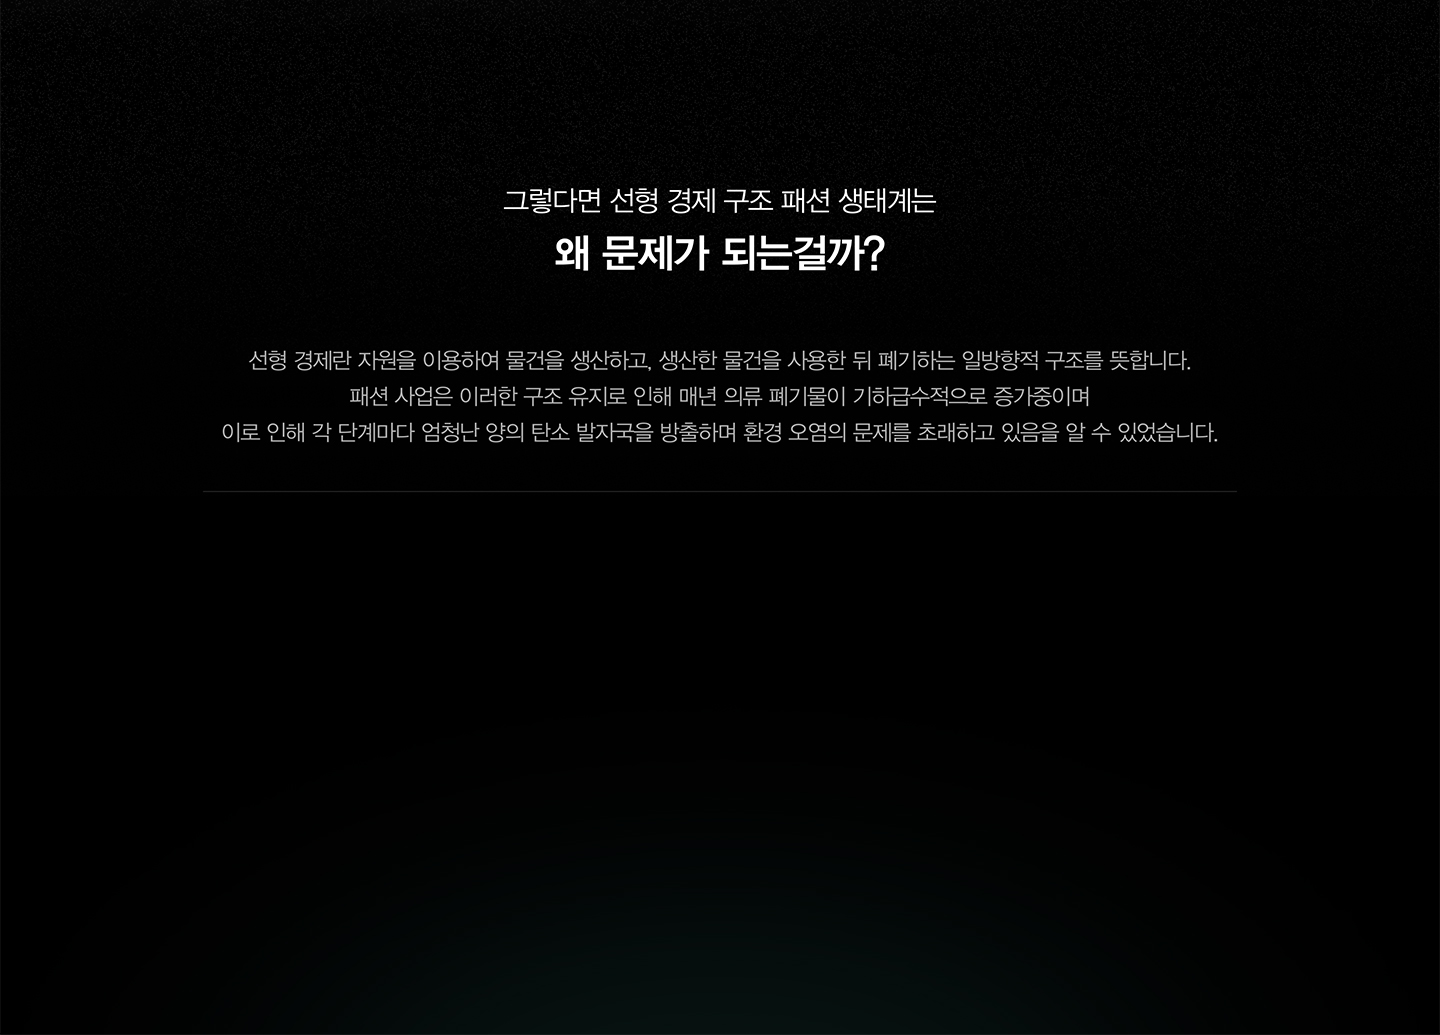 그렇다면 선형 경제 구조 패션 생태계는
왜 문제가 되는걸까?
선형 경제란 자원을 이용하여 물건을 생산하고, 생산한 물건을 사용한 뒤 폐기하는 일방향적 구조를 뜻합니다.
패션 사업은 이러한 구조 유지로 인해 매년 의류 폐기물이 기하급수적으로 증가중이며
이로 인해 각 단계마다 엄청난 양의 탄소 발자국을 방출하며 환경 오염의 문제를 초래하고 있음을 알 수 있었습니다.